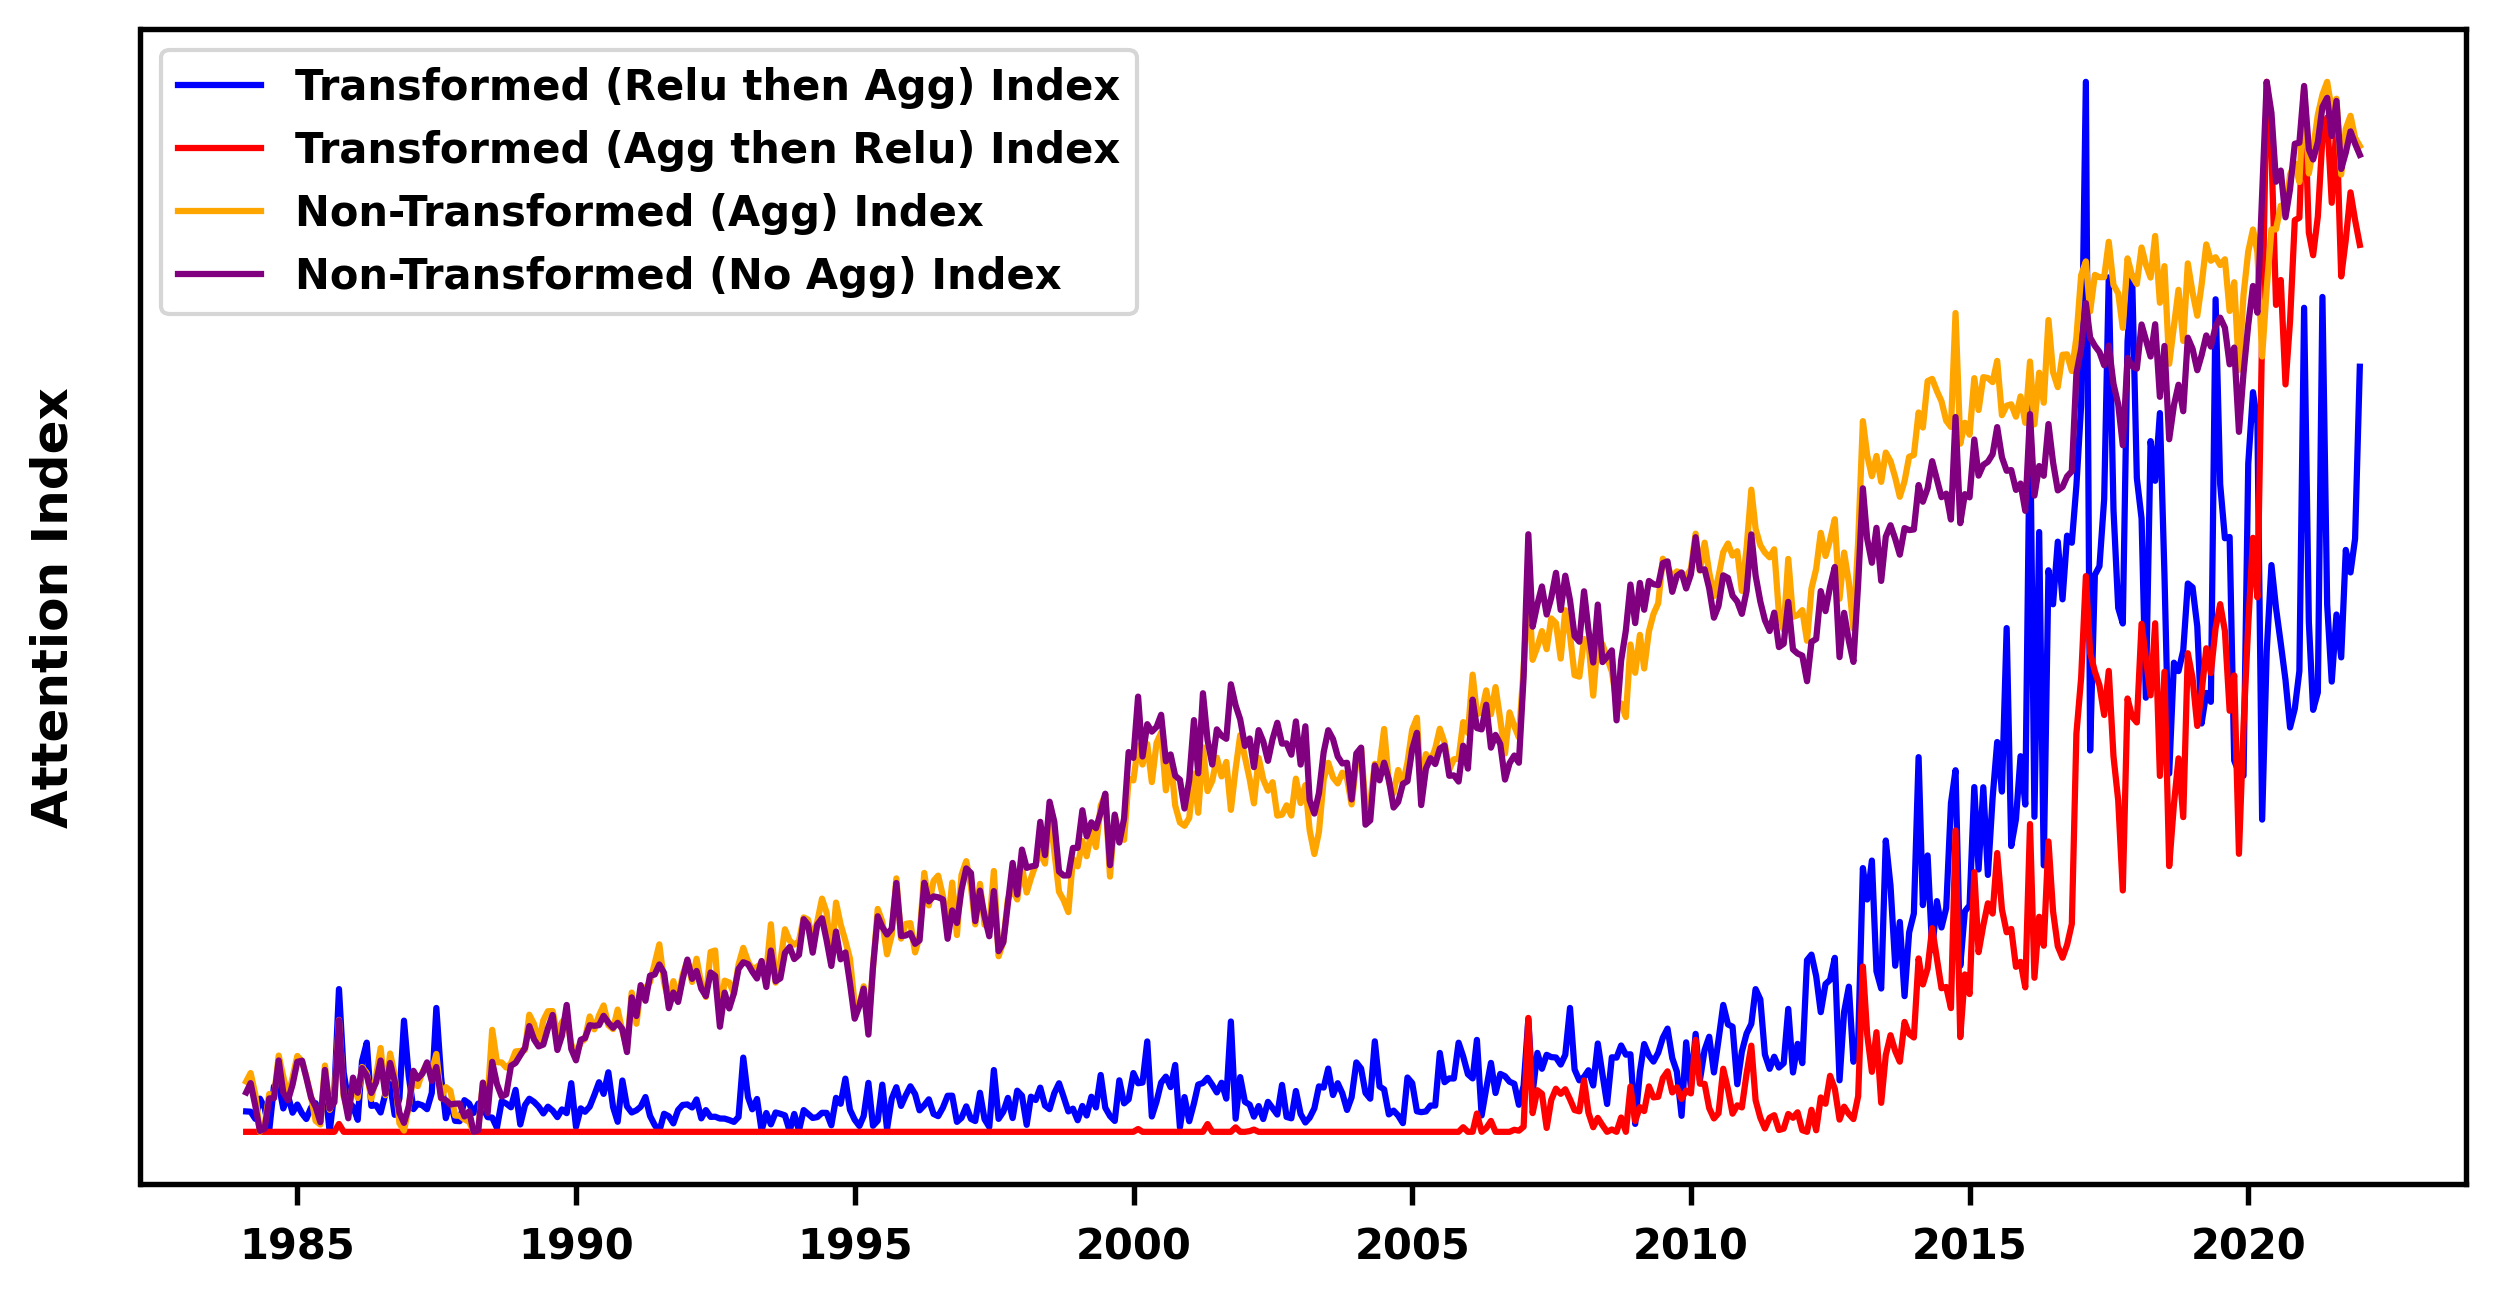 Transformed (Relu then Agg) Index
Transformed (Agg then Relu) Index
Non-Transformed (Agg) Index
Non-Transformed (No Agg) Index
Attention Index
1985 1990 1995 2000 2005 2010 2015 2020